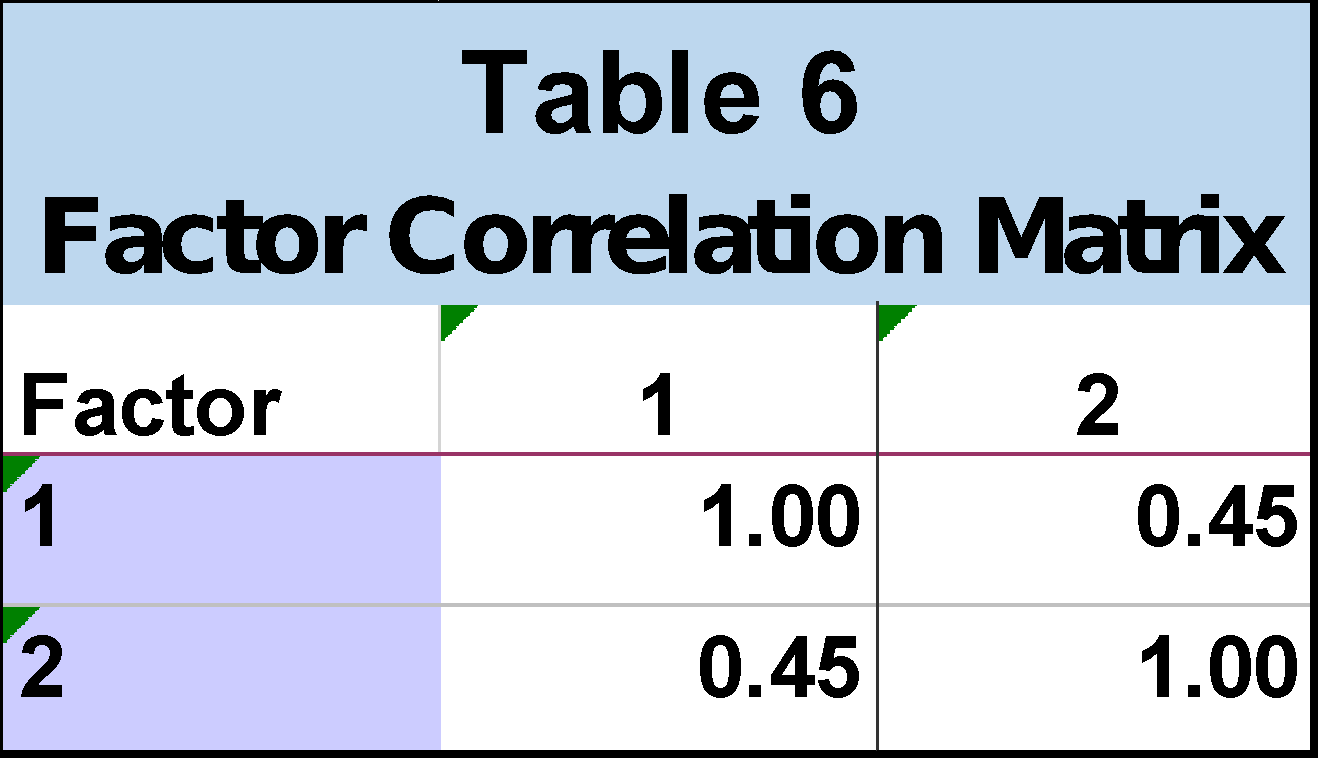 Table 6
Factor Correlation Matrix
Factor 1 2
1 1.00 0.45
2 0.45 1.00